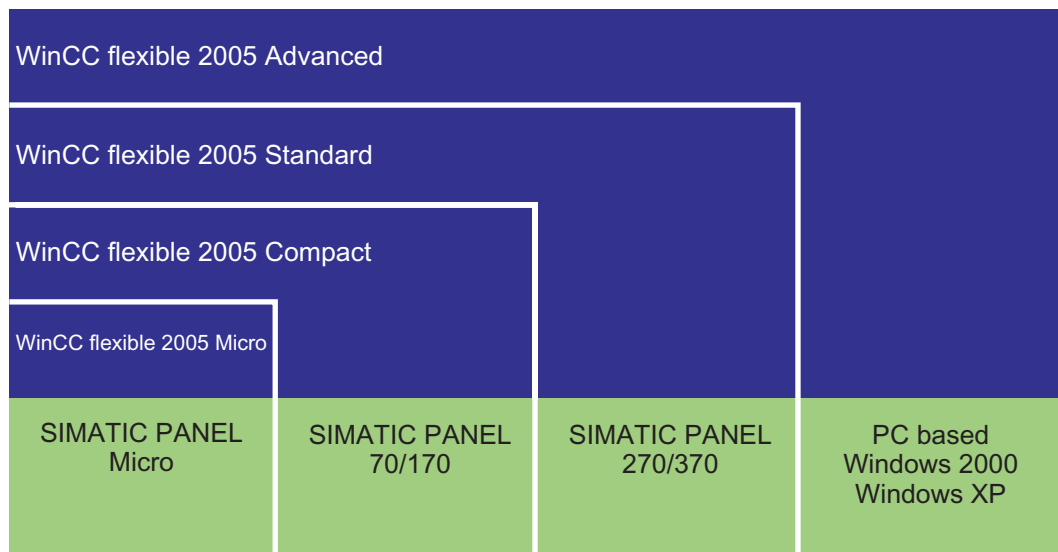 WinCC flexible 2005 Advanced
WinCC flexible 2005 Standard
WinCC flexible 2005 Compact
WinCC flexible 2005 Micro
SIMATIC PANEL
Micro
SIMATIC PANEL
70/170
SIMATIC PANEL
270/370
PC based
Windows 2000
Windows XP